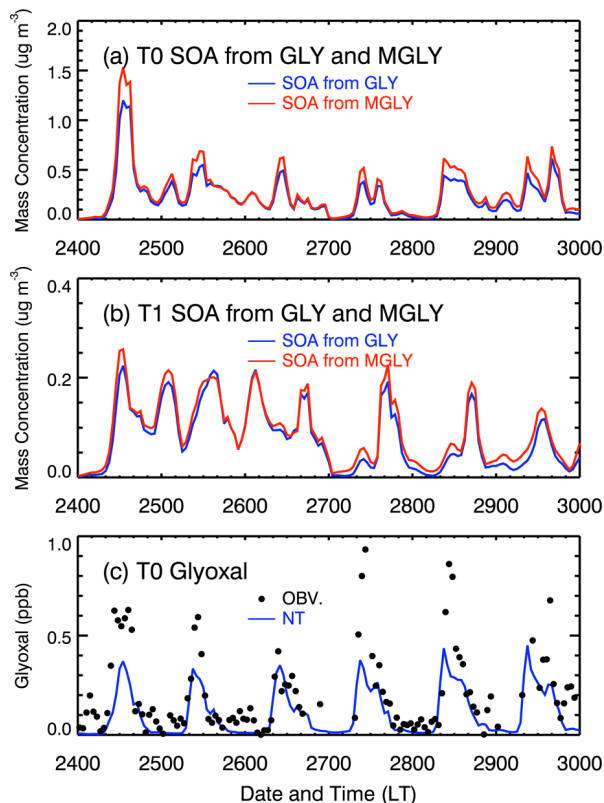 (a) T0 SOA from GLY and MGLY
SOA from GLY
SOA from MGLY
Mass Concentration (ug m-3)
2.0
1.5
1.0
0.5
0.0
2400 2500 2600 2700 2800 2900 3000
(b) T1 SOA from GLY and MGLY
SOA from GLY
SOA from MGLY
Mass Concentration (ug m-3)
0.4
0.2
0.0
2400 2500 2600 2700 2800 2900 3000
(c) T0 Glyoxal
OBV.
NT
Glyoxal (ppb)
1.0
0.5
0.0
2400 2500 2600 2700 2800 2900 3000
Date and Time (LT)